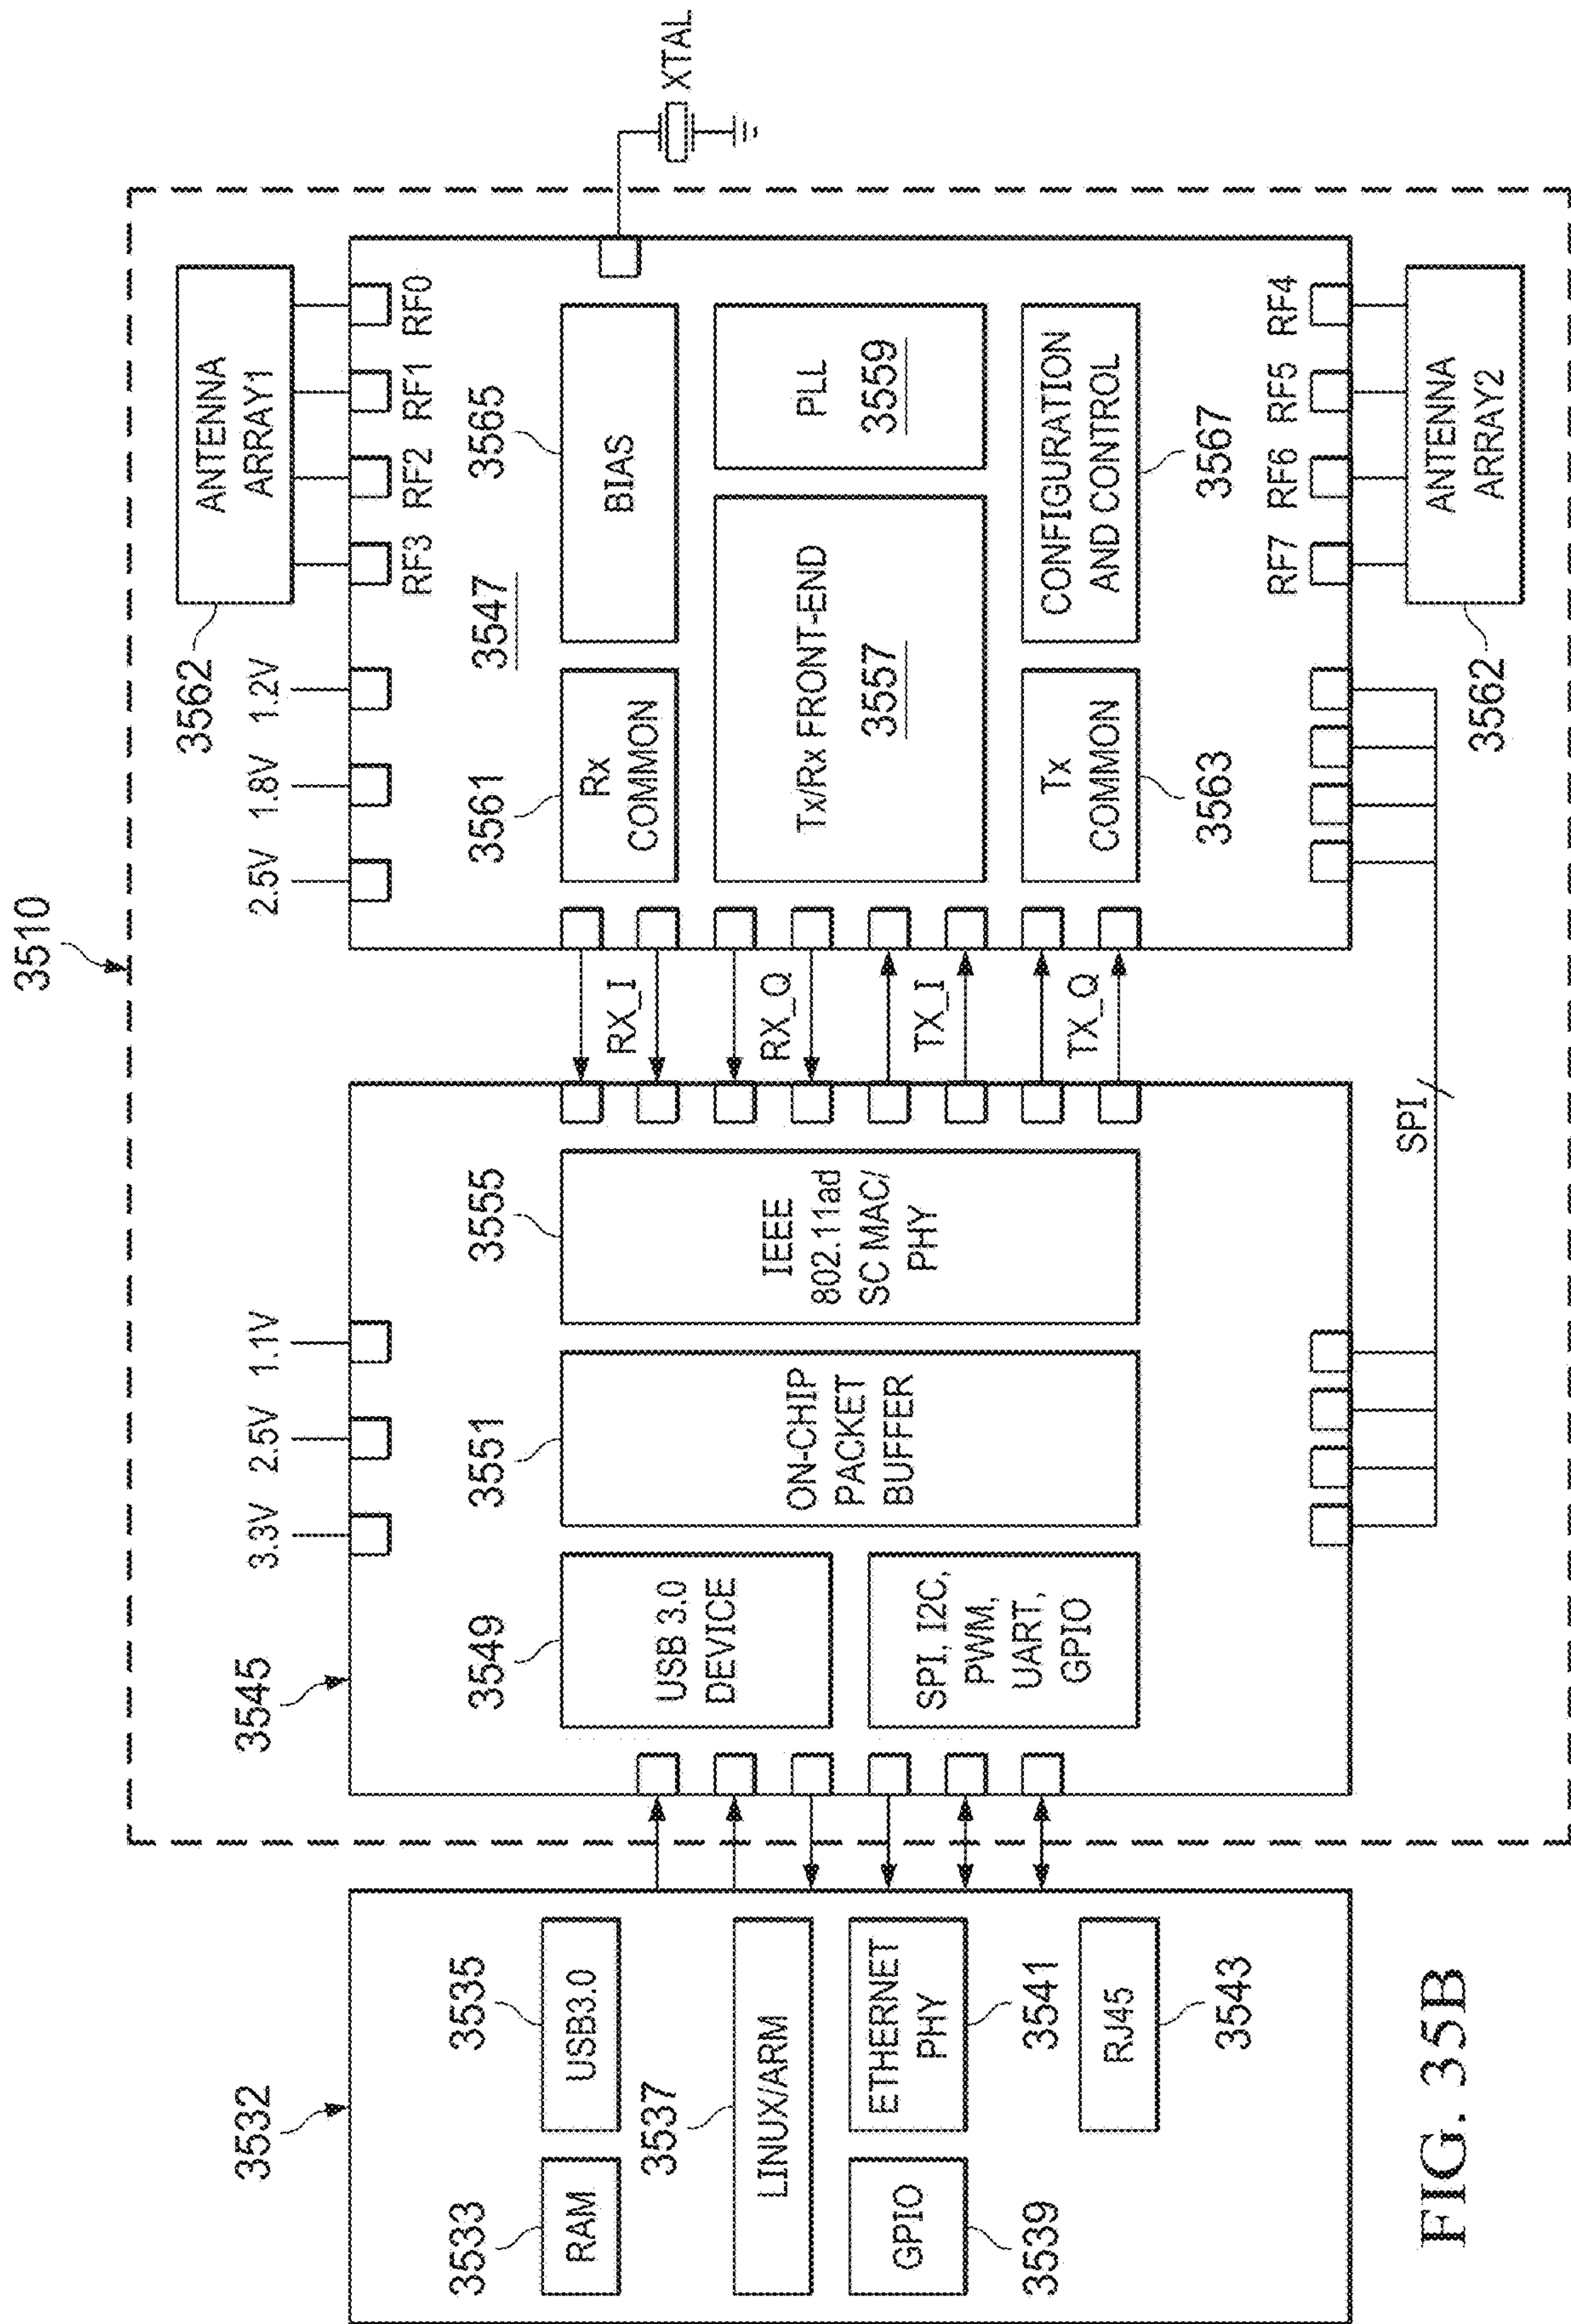 3510
XTAL
ANTENNA
ARRAY1
3562
2.5V
1.8V
1.2V
RF3
RF2
RF1
RF0
3545
3.3V
2.5V
1.1V
3532
3533
RAM
3535
USB3.0
3537
LINUX/ARM
GPIO
3539
ETHERNET
PHY
3541
RJ45
3543
3549
USB 3.0
DEVICE
SPI, I2C,
PWM,
UART,
GPIO
3551
ON-CHIP
PACKET
BUFFER
3555
IEEE
802.11ad
SC MAC/
PHY
RX_I
RX_Q
TX_I
TX_Q
3547
3561
Rx
COMMON
3565
BIAS
Tx/Rx FRONT-END
3557
PLL
3559
Tx
COMMON
3563
CONFIGURATION
AND CONTROL
3567
RF7
RF6
RF5
RF4
SPI
ANTENNA
ARRAY2
3562
FIG. 35B